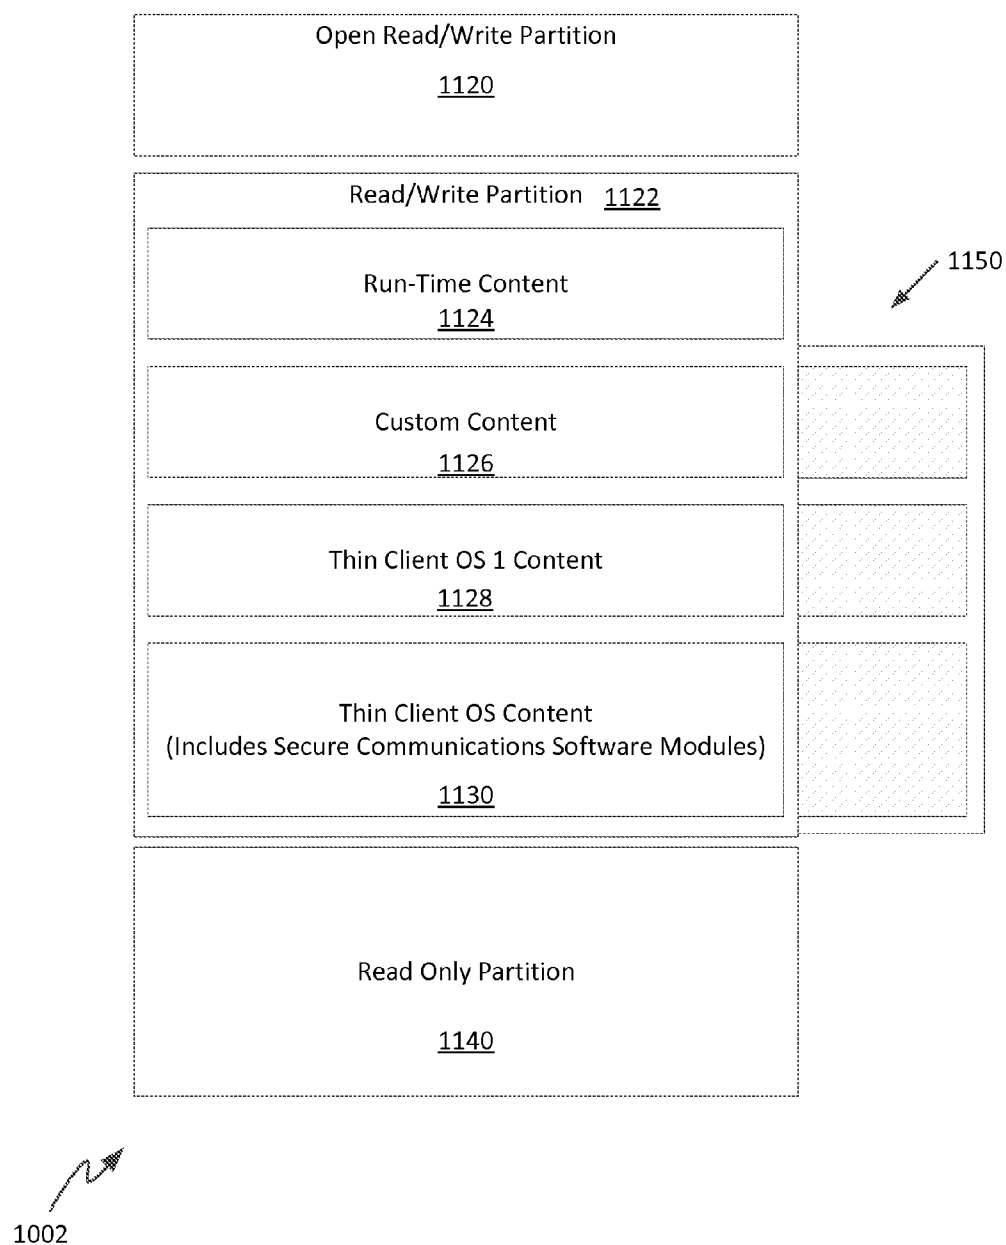 Open Read/Write Partition
1120
Read/Write Partition 1122
Run-Time Content
1124
1150
Custom Content
1126
Thin Client OS 1 Content
1128
Thin Client OS Content
(Includes Secure Communications Software Modules)
1130
Read Only Partition
1140
1002